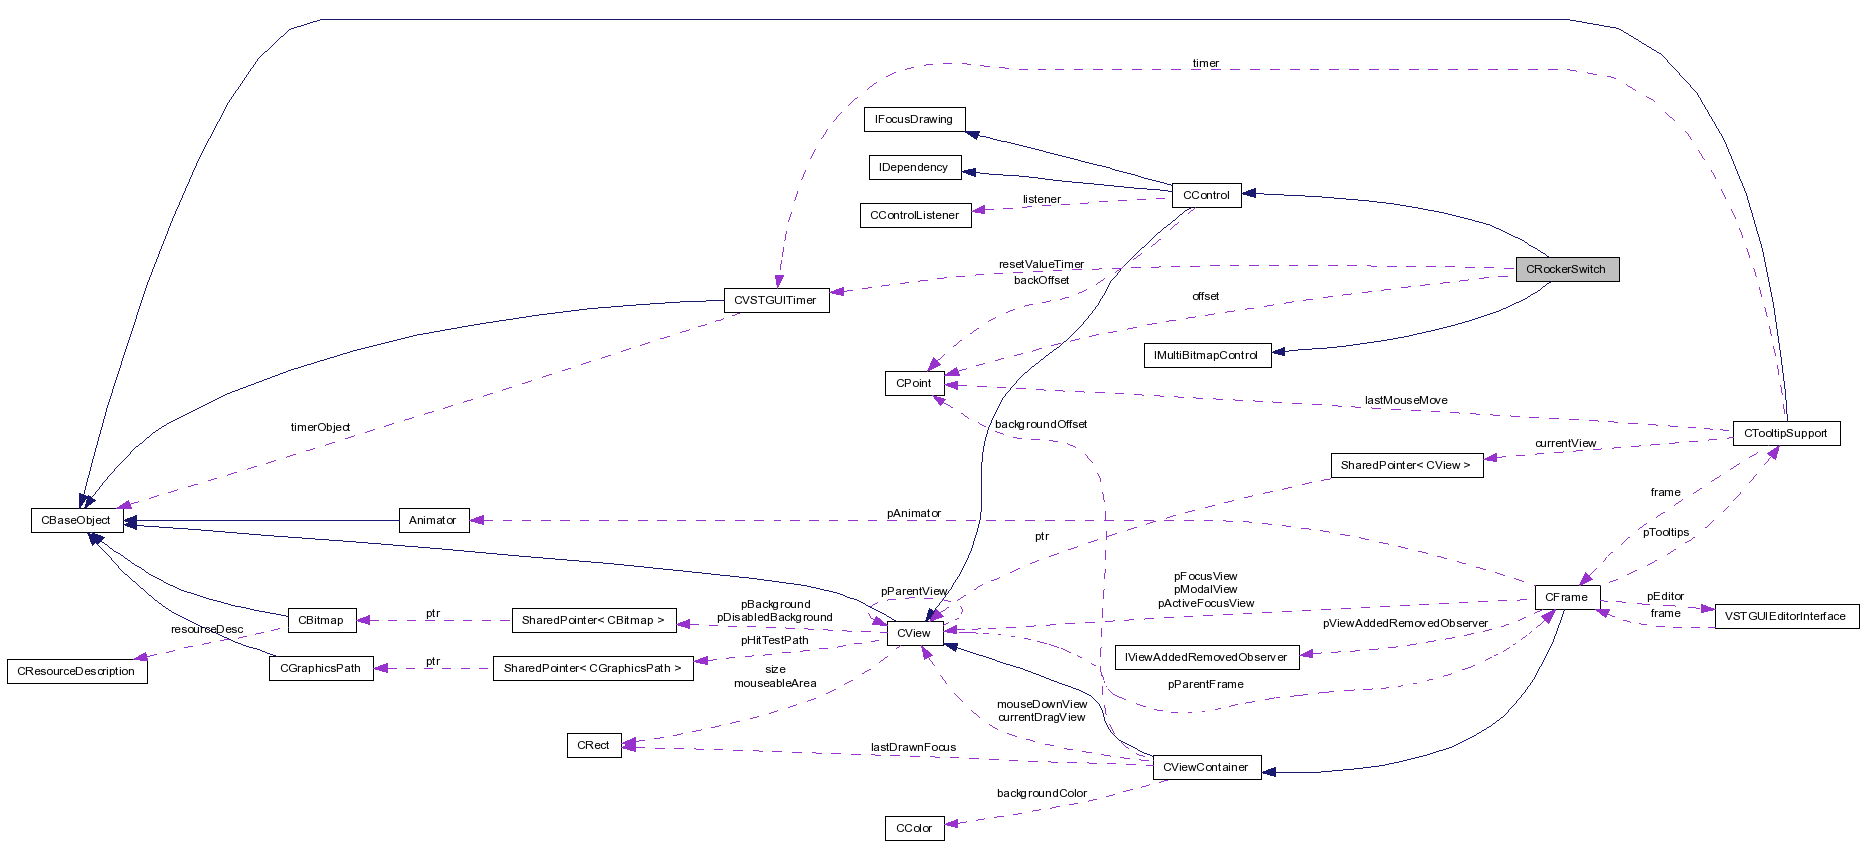 timer
IFocusDrawing
IDependency
CControl
listener
CControlListener
resetValueTimer
CRockerSwitch
backOffset
CVSTGUITimer
offset
IMultiBitmapControl
CPoint
lastMouseMove
backgroundOffset
timerObject
CTooltipSupport
currentView
SharedPointer< CView >
frame
pAnimator
CBaseObject
Animator
ptr
pTooltips
pFocusView
pModalView
pActiveFocusView
pParentView
CFrame
pEditor
frame
VSTGUIEditorInterface
pBackground
pDisabledBackground
ptr
CBitmap
SharedPointer< CBitmap >
resourceDesc
pViewAddedRemovedObserver
CView
pHitTestPath
IViewAddedRemovedObserver
ptr
CResourceDescription
CGraphicsPath
SharedPointer< CGraphicsPath >
size
mouseableArea
pParentFrame
mouseDownView
currentDragView
CRect
lastDrawnFocus
CViewContainer
backgroundColor
CColor